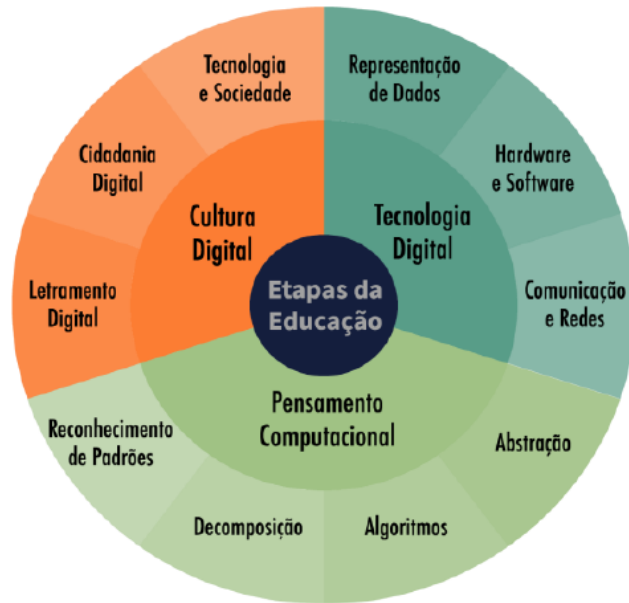 Tecnologia
e Sociedade
Representação
de Dados
Cidadania
Digital
Hardware
e Software
Cultura
Digital
Tecnologia
Digital
Letramento
Digital
Etapas da
Educação
Comunicação
e Redes
Pensamento
Computacional
Reconhecimento
de Padrões
Abstração
Decomposição
Algoritmos